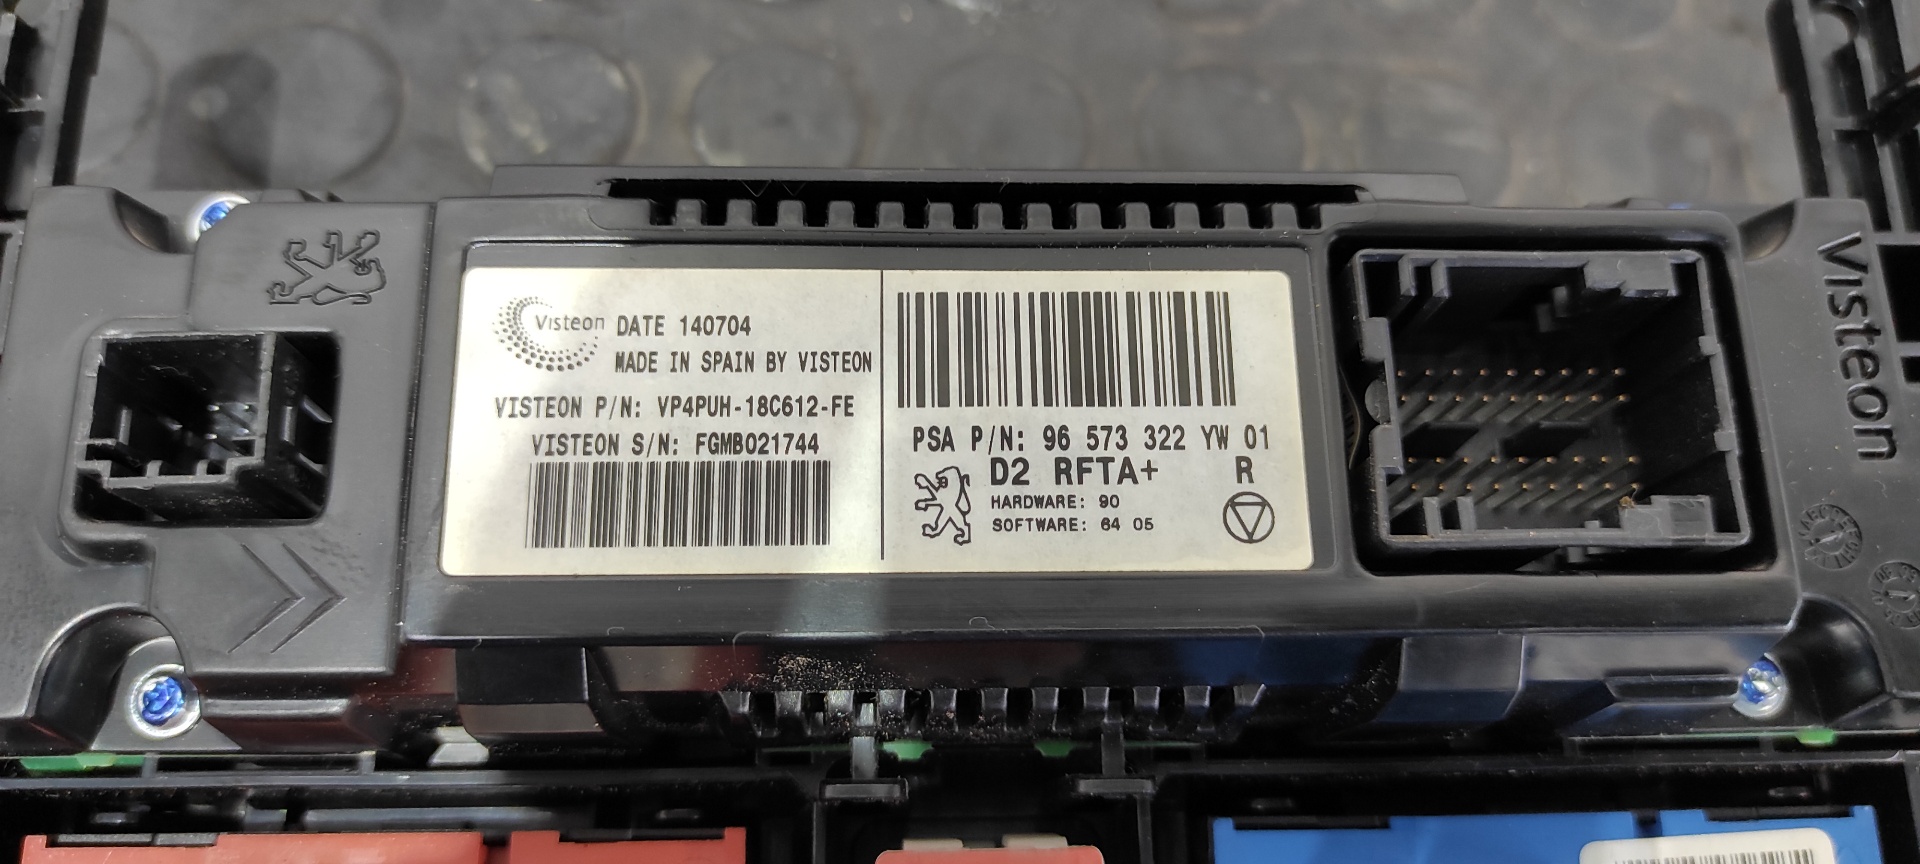 Visteon DATE 140704
MADE IN SPAIN BY VISTEON
VISTEON P/N: VP4PUH-18C612-FE
VISTEON S/N: FGMB021744
PSA P/N: 96 573 322 YW 01
D2 RFTA+ R
HARDWARE: 90
SOFTWARE: 64 05
Visteon